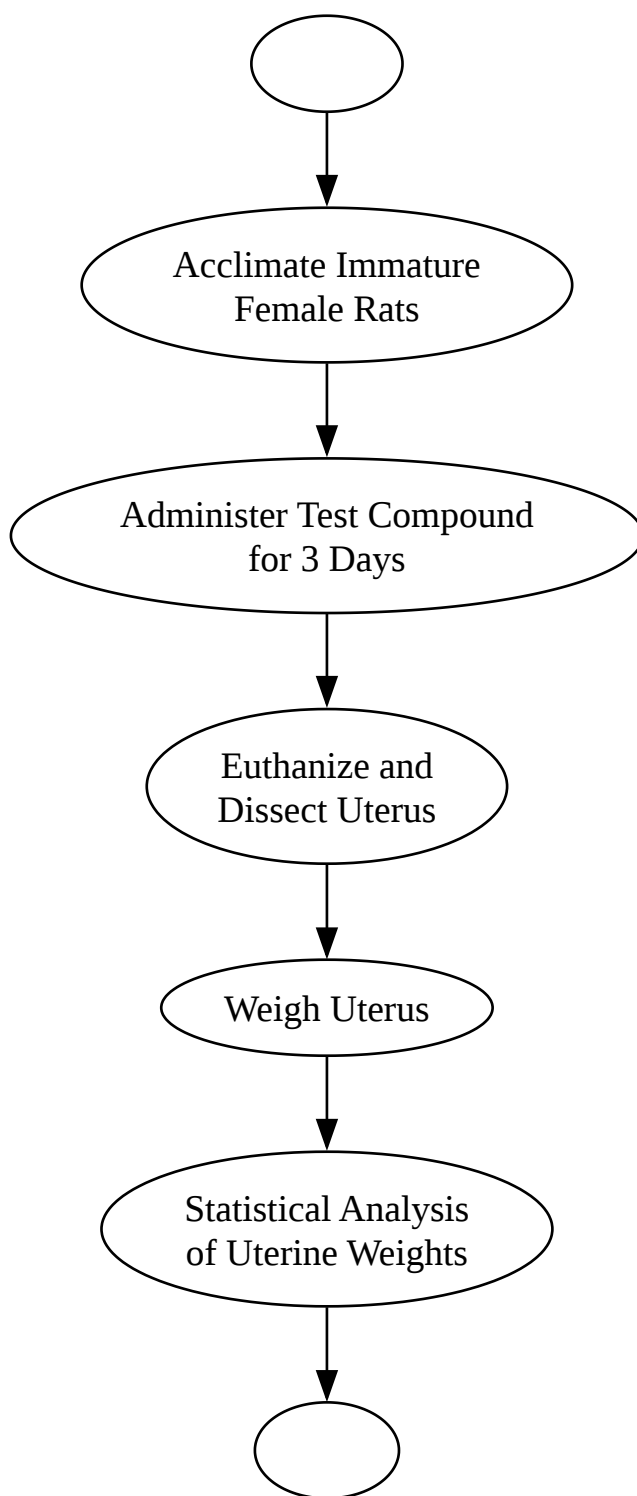 Acclimate Immature
Female Rats
Administer Test Compound
for 3 Days
Euthanize and
Dissect Uterus
Weigh Uterus
Statistical Analysis
of Uterine Weights